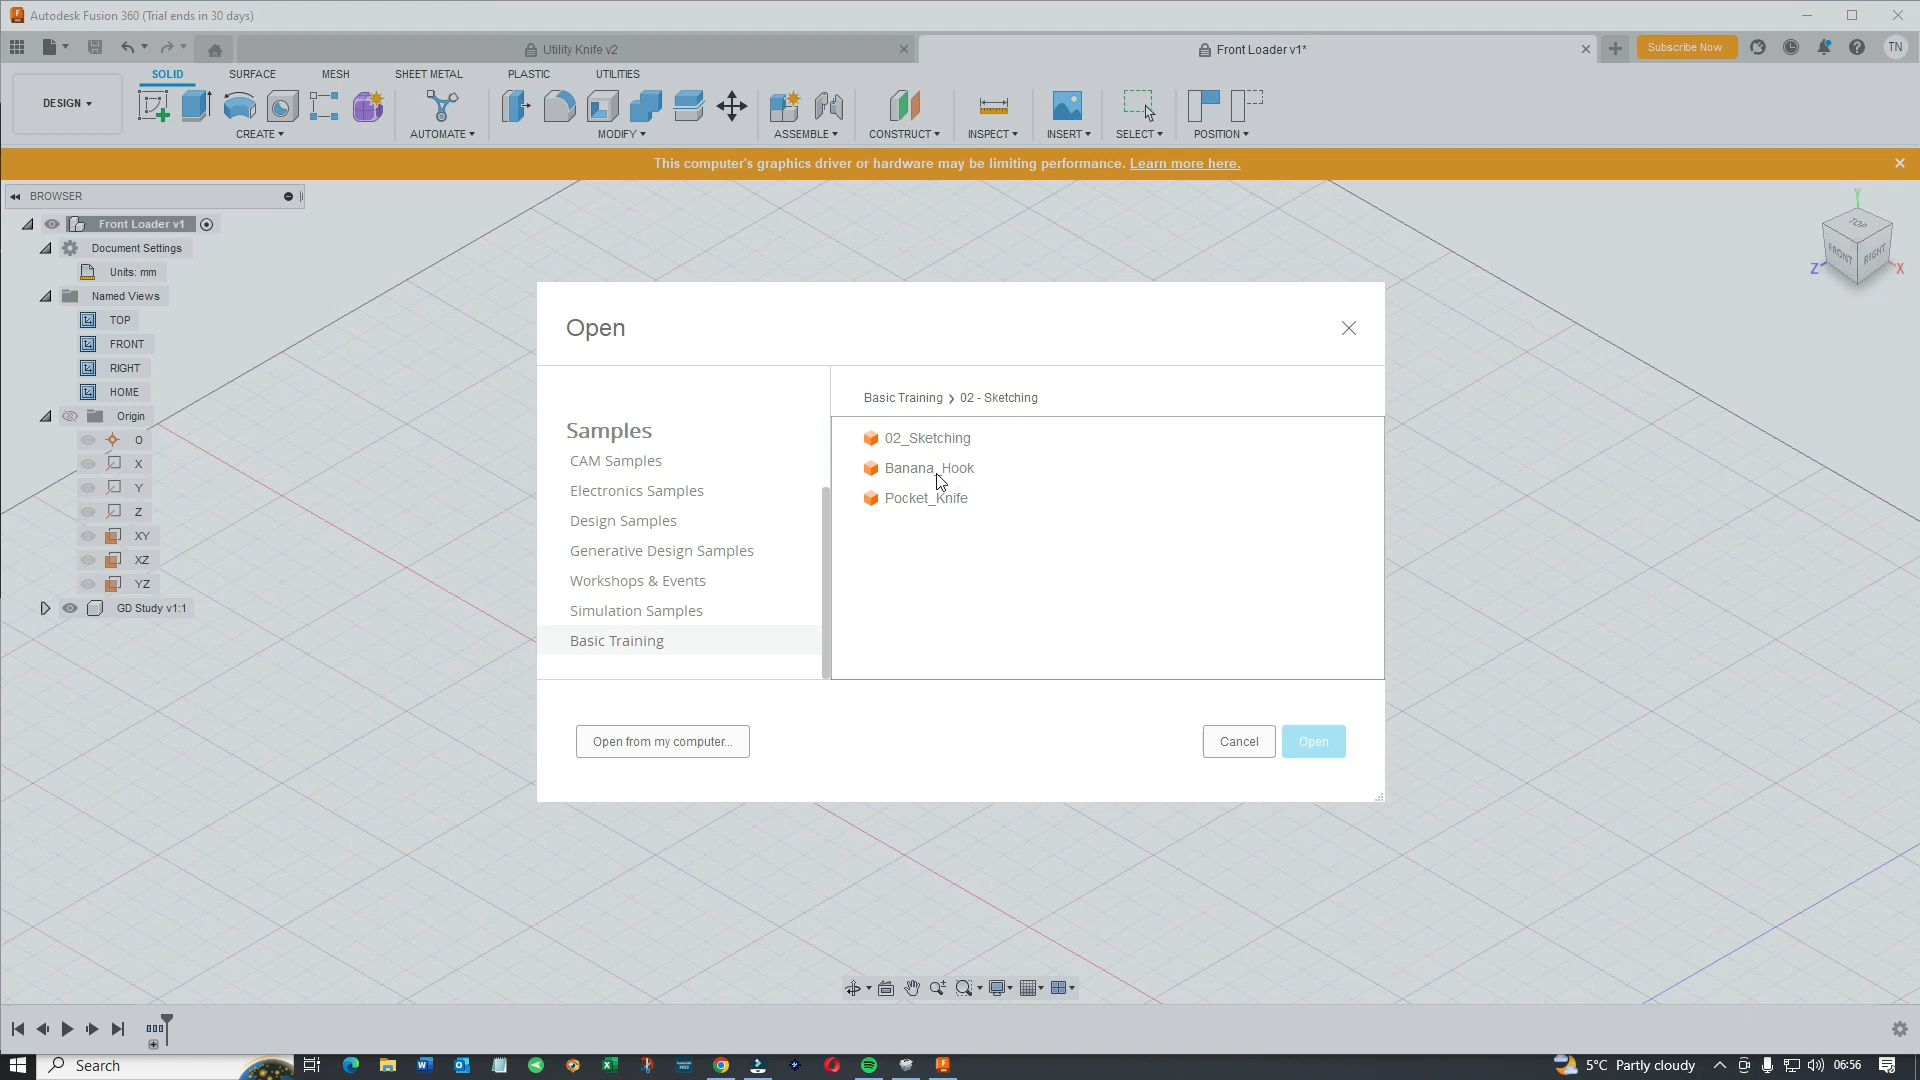 Autodesk Fusion 360 (Trial ends in 30 days)
Utility Knife v2
Front Loader v1*
Subscribe Now
TN
DESIGN
SOLID
SURFACE
MESH
SHEET METAL
PLASTIC
UTILITIES
CREATE
AUTOMATE
MODIFY
ASSEMBLE
CONSTRUCT
INSPECT
INSERT
SELECT
POSITION
This computer's graphics driver or hardware may be limiting performance. Learn more here.
BROWSER
Front Loader v1
Document Settings
Units: mm
Named Views
TOP
FRONT
RIGHT
HOME
Origin
O
X
Y
Z
XY
XZ
YZ
GD Study v1:1
Y
TOP
FRONT
RIGHT
Z
X
Open
Samples
CAM Samples
Electronics Samples
Design Samples
Generative Design Samples
Workshops & Events
Simulation Samples
Basic Training
Basic Training > 02 - Sketching
02_Sketching
Banana_Hook
Pocket_Knife
Open from my computer...
Cancel
Open
Search
5°C Partly cloudy
06:56